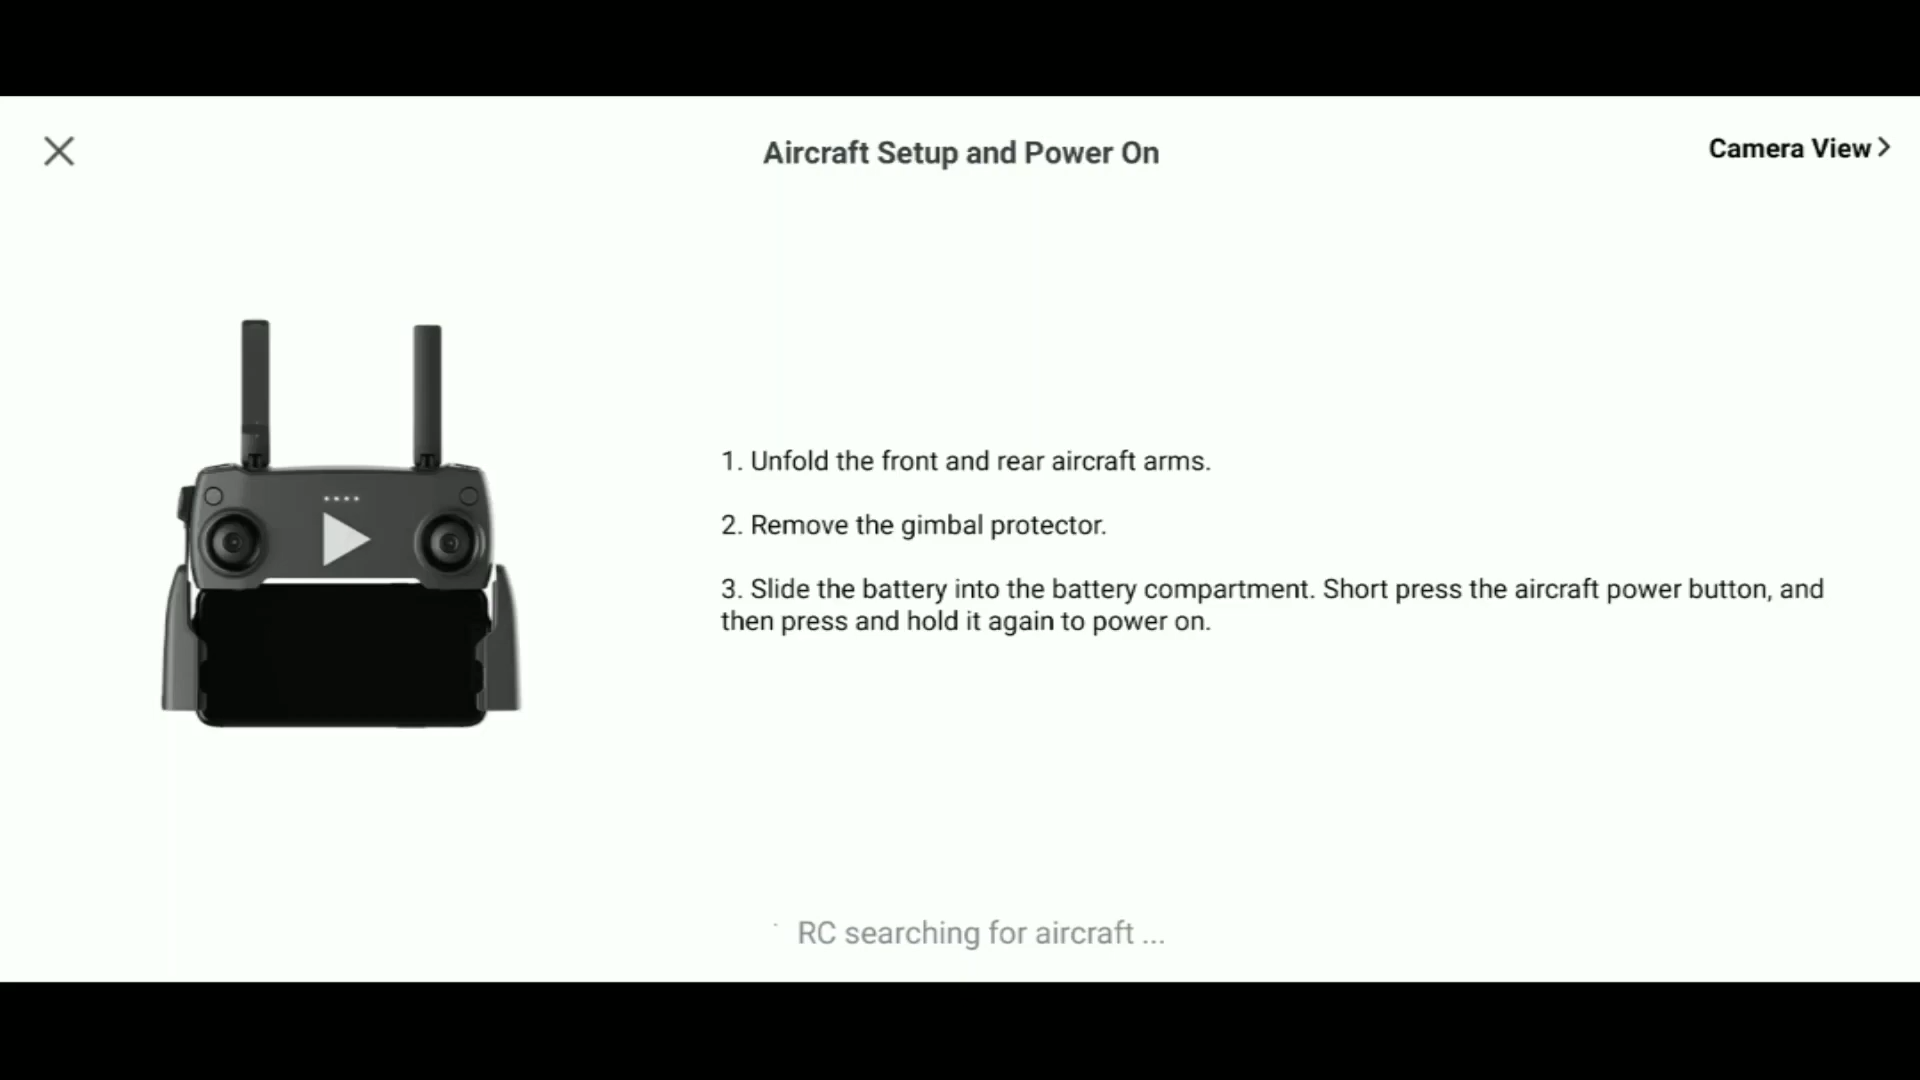 Aircraft Setup and Power On
Camera View
1. Unfold the front and rear aircraft arms.
2. Remove the gimbal protector.
3. Slide the battery into the battery compartment. Short press the aircraft power button, and
then press and hold it again to power on.
RC searching for aircraft ...